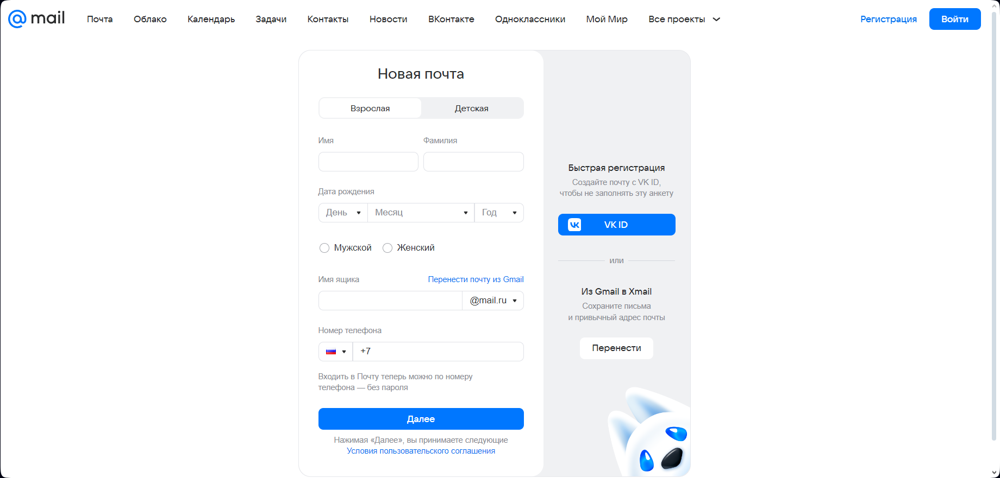 mail
Почта
Облако
Календарь
Задачи
Контакты
Новости
ВКонтакте
Одноклассники
Мой Мир
Все проекты
Регистрация
Войти
Новая почта
Взрослая
Детская
Имя
Фамилия
Дата рождения
День
Месяц
Год
Мужской
Женский
Имя ящика
Перенести почту из Gmail
@mail.ru
Номер телефона
+7
Входить в Почту теперь можно по номеру
телефона — без пароля
Далее
Нажимая «Далее», вы принимаете следующие
Условия пользовательского соглашения
Быстрая регистрация
Создайте почту с VK ID,
чтобы не заполнять эту анкету
VK ID
или
Из Gmail в Xmail
Сохраните письма
и привычный адрес почты
Перенести